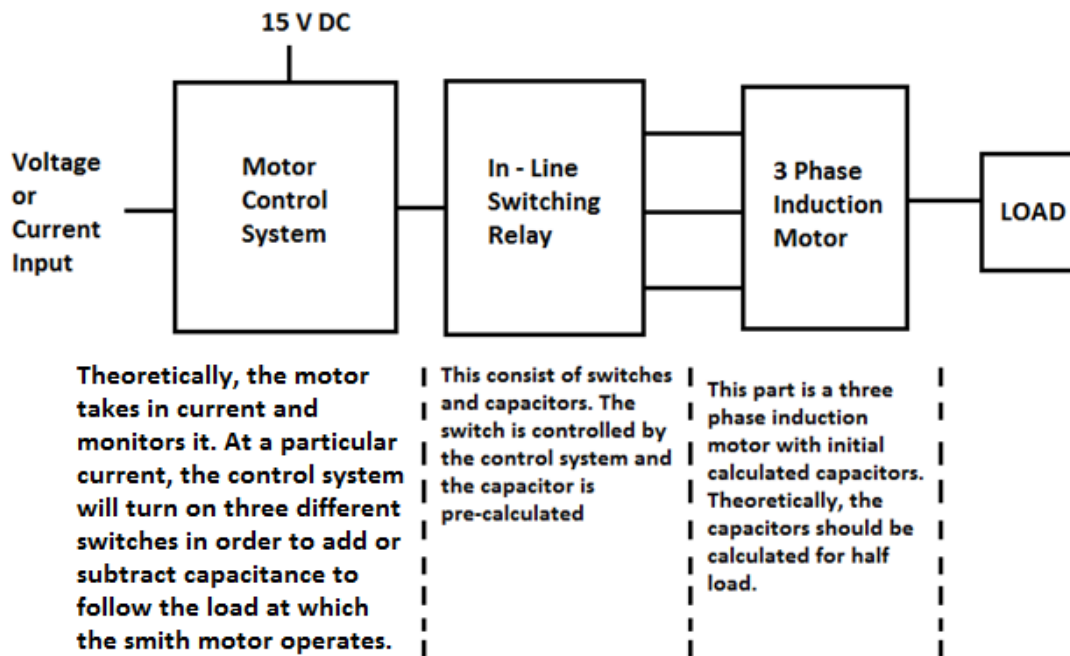 15 V DC
Voltage
or
Current
Input
Motor
Control
System
In - Line
Switching
Relay
3 Phase
Induction
Motor
LOAD
Theoretically, the motor
takes in current and
monitors it. At a particular
current, the control system
will turn on three different
switches in order to add or
subtract capacitance to
follow the load at which
the smith motor operates.
This consist of switches
and capacitors. The
switch is controlled by
the control system and
the capacitor is
pre-calculated
This part is a three
phase induction
motor with initial
calculated capacitors.
Theoretically, the
capacitors should be
calculated for half
load.